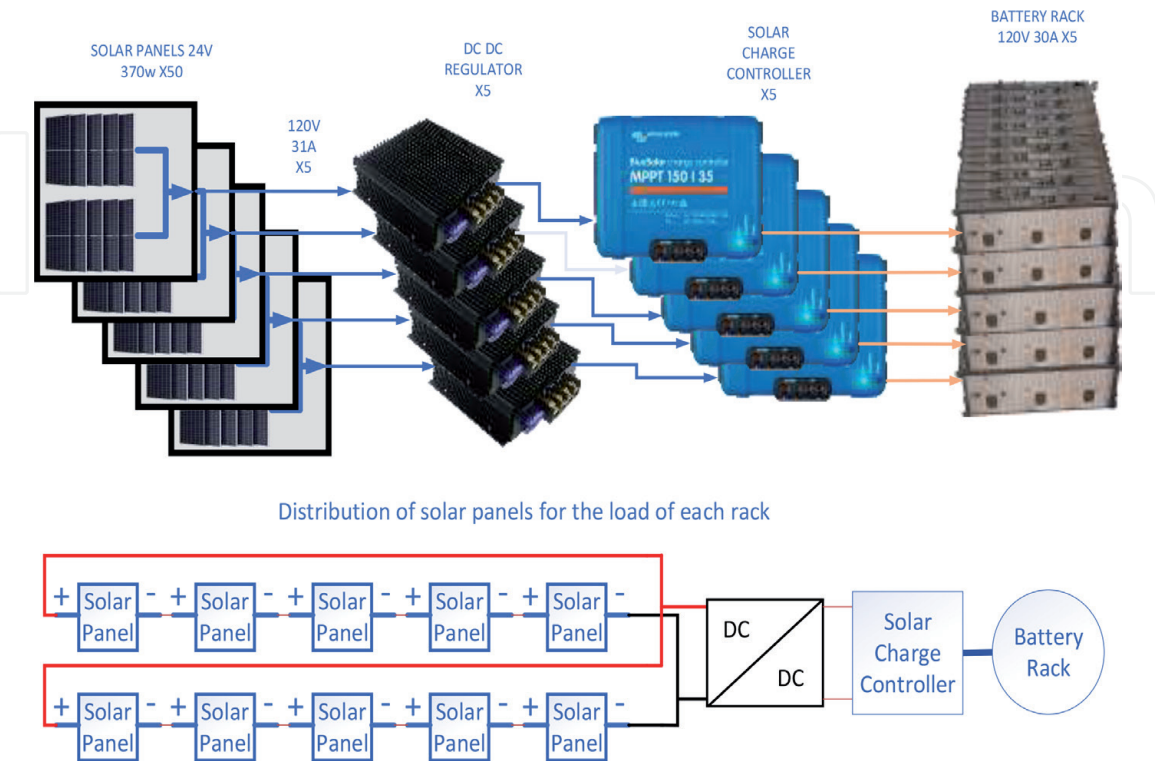 SOLAR PANELS 24V
370w X50
120V
31A
X5
DC DC
REGULATOR
X5
SOLAR
CHARGE
CONTROLLER
X5
BATTERY RACK
120V 30A X5
BlueSolar charge controller
MPPT 150 | 35
Distribution of solar panels for the load of each rack
+ Solar Panel - + Solar Panel - + Solar Panel - + Solar Panel - + Solar Panel -
DC
DC
Solar
Charge
Controller
Battery
Rack
+ Solar Panel - + Solar Panel - + Solar Panel - + Solar Panel - + Solar Panel -